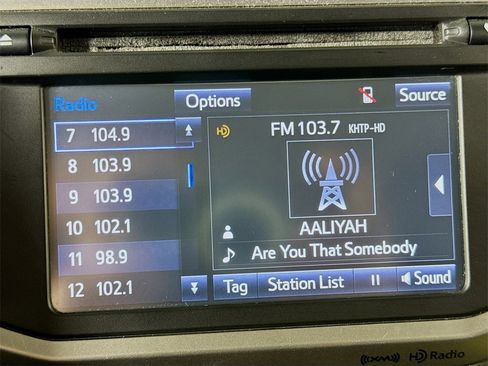 Radio
Options
Source
7 104.9
8 103.9
9 103.9
10 102.1
11 98.9
12 102.1
HD
FM 103.7 KHTP-HD
AALIYAH
Are You That Somebody
Tag
Station List
Sound
((XM)) HD Radio